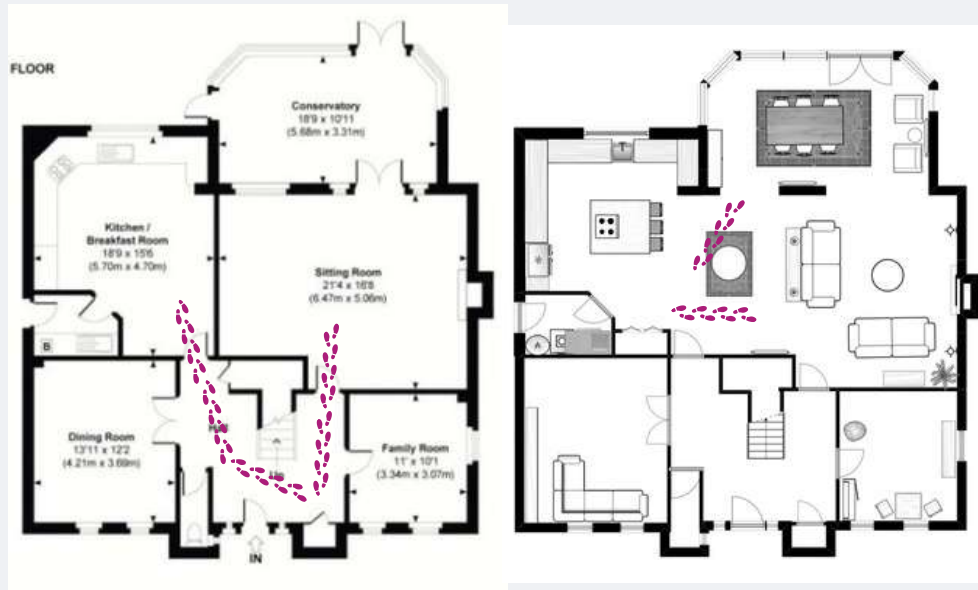 FLOOR
Conservatory
18'9 x 10'11
(5.68m x 3.31m)
Kitchen /
Breakfast Room
18'9 x 15'6
(5.70m x 4.70m)
Sitting Room
21'4 x 16'8
(6.47m x 5.06m)
B
A
Dining Room
13'11 x 12'2
(4.21m x 3.69m)
Up
Family Room
11' x 10'1
(3.34m x 3.07m)
IN